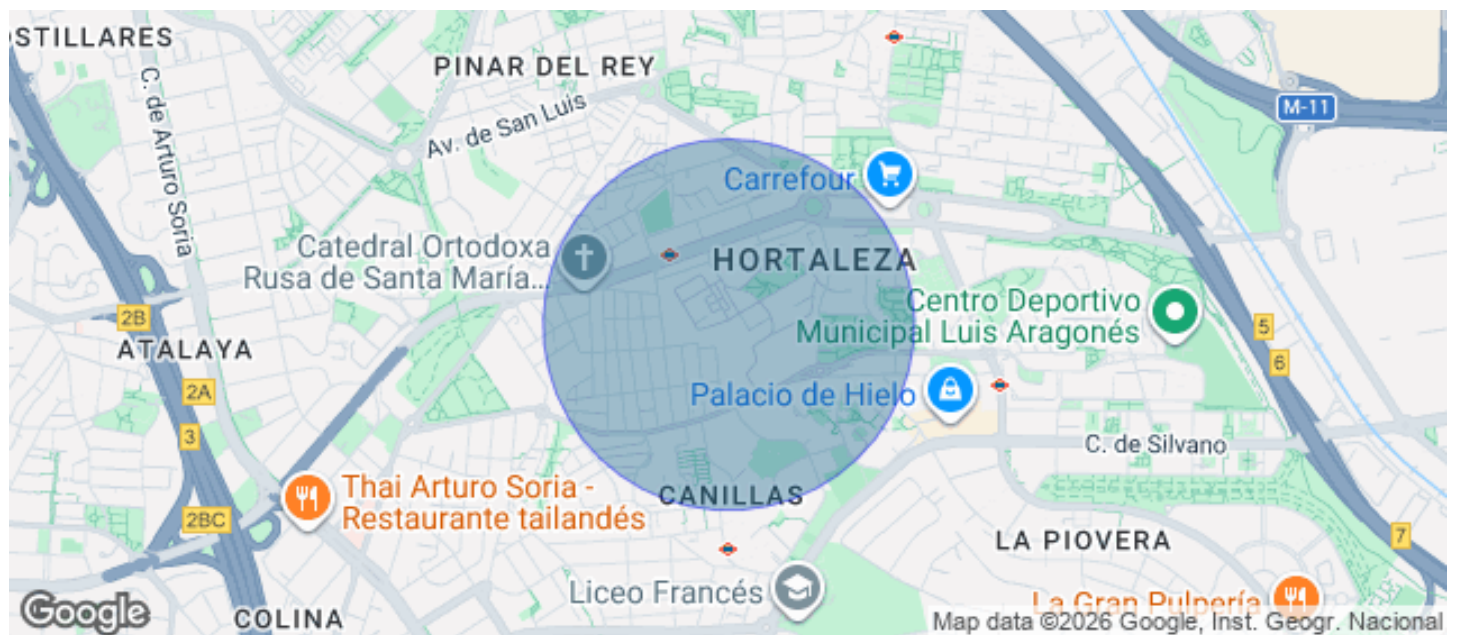 OSTILLARES
PINAR DEL REY
C. de Arturo Soria
Av. de San Luis
M-11
Carrefour
Catedral Ortodoxa
Rusa de Santa María...
HORTALEZA
Centro Deportivo
Municipal Luis Aragonés
2B
ATALAYA
5
6
2A
Palacio de Hielo
3
C. de Silvano
Thai Arturo Soria -
Restaurante tailandés
CANILLAS
2BC
7
LA PIOVERA
Liceo Francés
La Gran Pulpería
Google
COLINA
Map data ©2026 Google, Inst. Geogr. Nacional